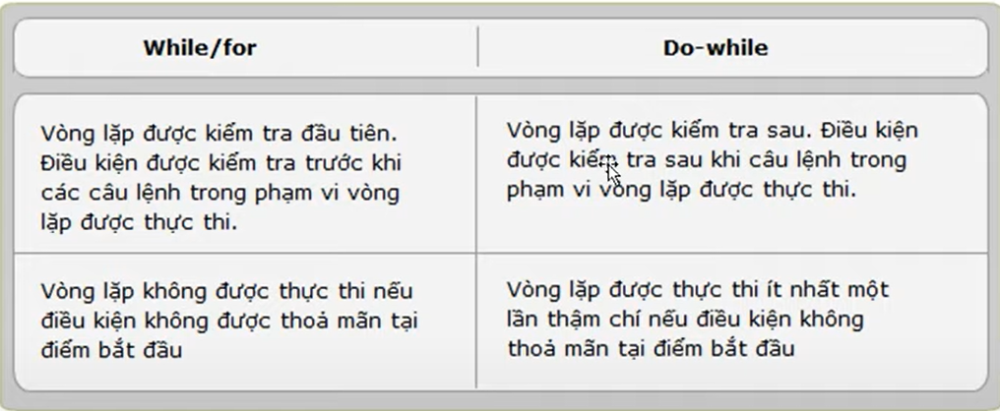 While/for
Do-while
Vòng lặp được kiểm tra đầu tiên.
Điều kiện được kiểm tra trước khi
các câu lệnh trong phạm vi vòng
lặp được thực thi.
Vòng lặp được kiểm tra sau. Điều kiện
được kiểm tra sau khi câu lệnh trong
phạm vi vòng lặp được thực thi.
Vòng lặp không được thực thi nếu
điều kiện không được thoả mãn tại
điểm bắt đầu
Vòng lặp được thực thi ít nhất một
lần thậm chí nếu điều kiện không
thoả mãn tại điểm bắt đầu